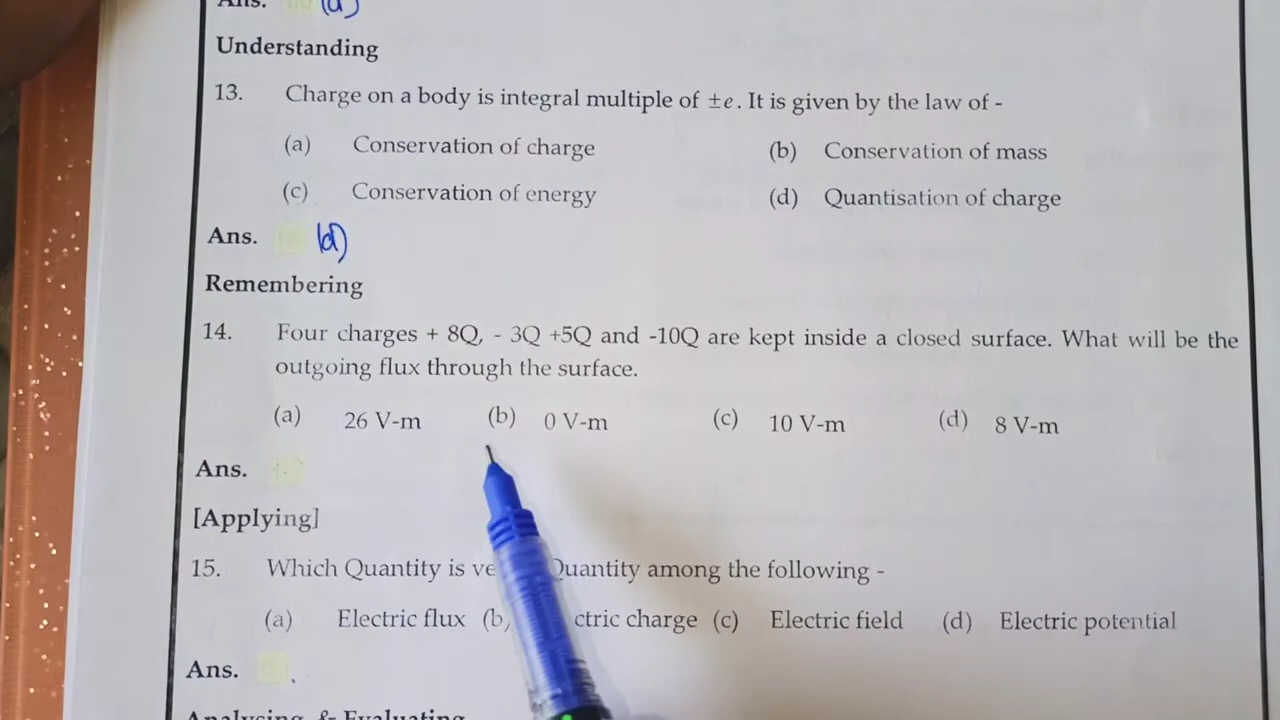 Ans. (d)
Understanding
13. Charge on a body is integral multiple of ±e. It is given by the law of -
(a) Conservation of charge (b) Conservation of mass
(c) Conservation of energy (d) Quantisation of charge
Ans. (d)
Remembering
14. Four charges + 8Q, - 3Q +5Q and -10Q are kept inside a closed surface. What will be the
outgoing flux through the surface.
(a) 26 V-m (b) 0 V-m (c) 10 V-m (d) 8 V-m
Ans.
[Applying]
15. Which Quantity is Quantity among the following -
(a) Electric flux (b) charge (c) Electric field (d) Electric potential
Ans.
Analysing & Evaluating